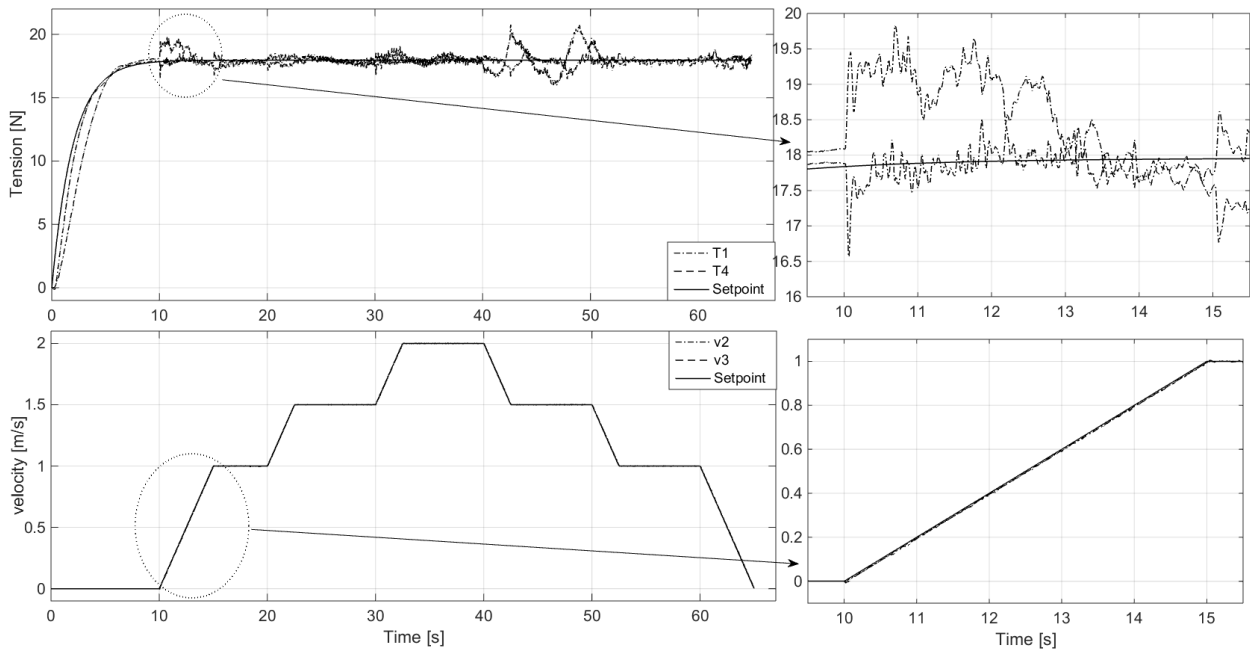 20
15
10
5
0
Tension [N]
0 10 20 30 40 50 60
T1
T4
Setpoint
20
19.5
19
18.5
18
17.5
17
16.5
16
10 11 12 13 14 15
2
1.5
1
0.5
0
velocity [m/s]
0 10 20 30 40 50 60
Time [s]
v2
v3
Setpoint
1
0.8
0.6
0.4
0.2
0
10 11 12 13 14 15
Time [s]